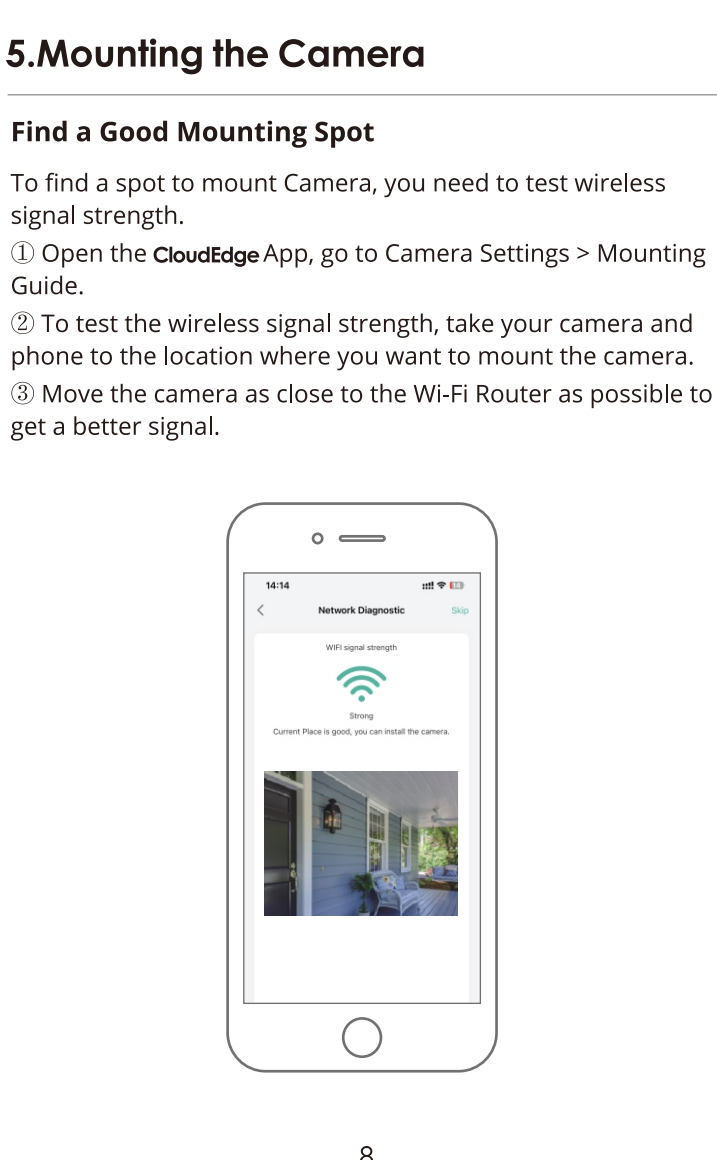 5.Mounting the Camera
Find a Good Mounting Spot
To find a spot to mount Camera, you need to test wireless
signal strength.
① Open the CloudEdge App, go to Camera Settings > Mounting
Guide.
② To test the wireless signal strength, take your camera and
phone to the location where you want to mount the camera.
③ Move the camera as close to the Wi-Fi Router as possible to
get a better signal.
14:14
Network Diagnostic
Skip
WIFI signal strength
Strong
Current Place is good, you can install the camera.
8